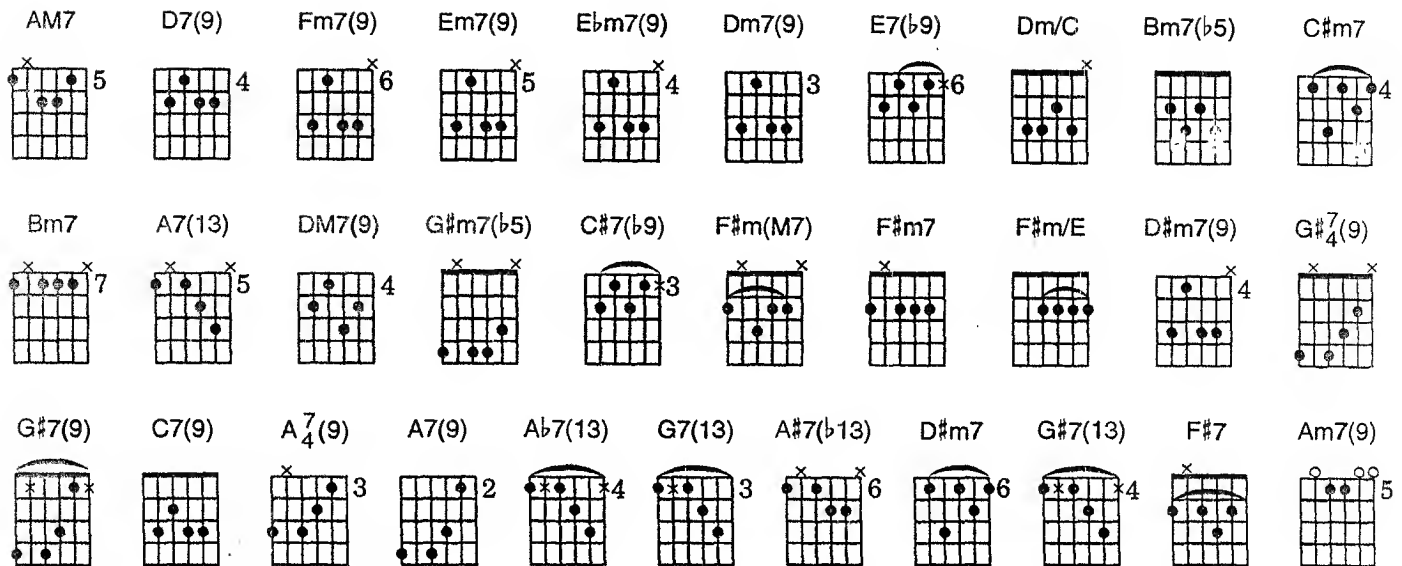 AM7 D7(9) Fm7(9) Em7(9) E♭m7(9) Dm7(9) E7(♭9) Dm/C Bm7(♭5) C#m7
5 4 6 5 4 3 6 4
Bm7 A7(13) DM7(9) G#m7(♭5) C#7(♭9) F#m(M7) F#m7 F#m/E D#m7(9) G#7/4(9)
7 5 4 3 4
G#7(9) C7(9) A7/4(9) A7(9) A♭7(13) G7(13) A#7(♭13) D#m7 G#7(13) F#7 Am7(9)
3 2 4 3 6 6 4 5